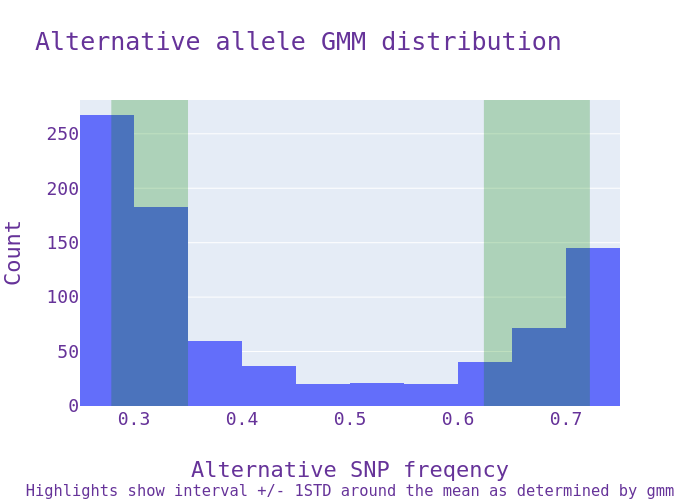 Alternative allele GMM distribution
Count
250
200
150
100
50
0
0.3 0.4 0.5 0.6 0.7
Alternative SNP freqency
Highlights show interval +/- 1STD around the mean as determined by gmm